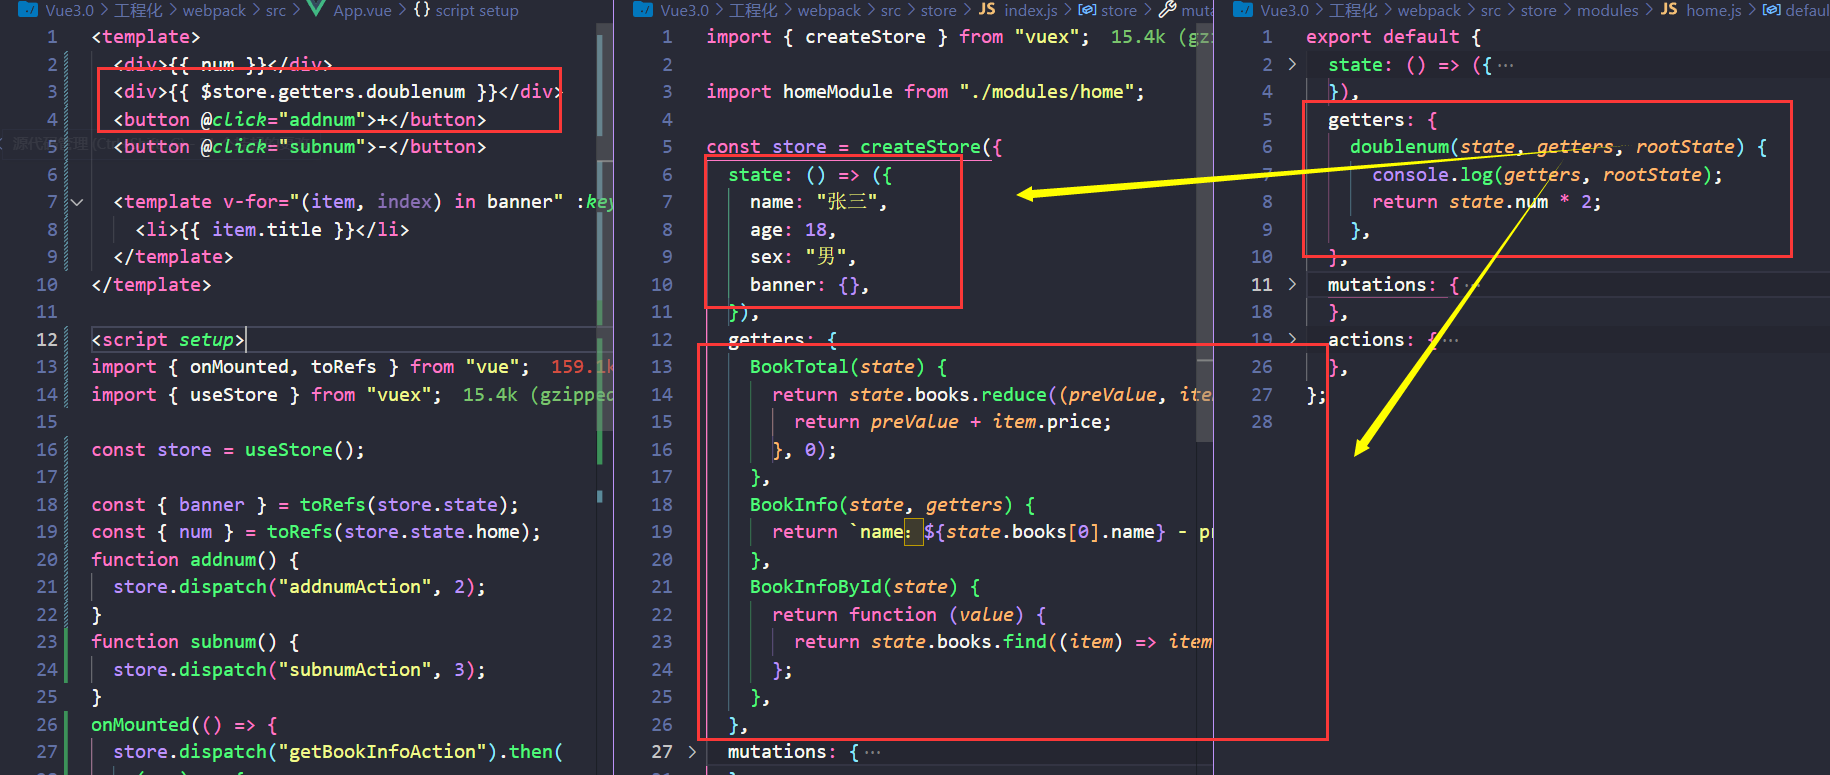 Vue3.0 > 工程化 > webpack > src > App.vue > {} script setup
1 <template>
2 <div>{{ num }}</div>
3 <div>{{ $store.getters.doublenum }}</div>
4 <button @click="addnum">+</button>
5 <button @click="subnum">-</button>
6
7 <template v-for="(item, index) in banner" :key
8 <li>{{ item.title }}</li>
9 </template>
10 </template>
11
12 <script setup>
13 import { onMounted, toRefs } from "vue"; 159.1k
14 import { useStore } from "vuex"; 15.4k (gzipped
15
16 const store = useStore();
17
18 const { banner } = toRefs(store.state);
19 const { num } = toRefs(store.state.home);
20 function addnum() {
21 store.dispatch("addnumAction", 2);
22 }
23 function subnum() {
24 store.dispatch("subnumAction", 3);
25 }
26 onMounted(() => {
27 store.dispatch("getBookInfoAction").then(
Vue3.0 > 工程化 > webpack > src > store > JS index.js > store > muta
1 import { createStore } from "vuex"; 15.4k (gz
2
3 import homeModule from "./modules/home";
4
5 const store = createStore({
6 state: () => ({
7 name: "张三",
8 age: 18,
9 sex: "男",
10 banner: {},
11 }),
12 getters: {
13 BookTotal(state) {
14 return state.books.reduce((preValue, ite
15 return preValue + item.price;
16 }, 0);
17 },
18 BookInfo(state, getters) {
19 return `name：${state.books[0].name} - pr
20 },
21 BookInfoById(state) {
22 return function (value) {
23 return state.books.find((item) => item
24 };
25 },
26 },
27 mutations: { ···
Vue3.0 > 工程化 > webpack > src > store > modules > JS home.js > defaul
1 export default {
2 state: () => ({ ···
4 }),
5 getters: {
6 doublenum(state, getters, rootState) {
7 console.log(getters, rootState);
8 return state.num * 2;
9 },
10 },
11 mutations: { ···
18 },
19 actions: { ···
26 },
27 };
28